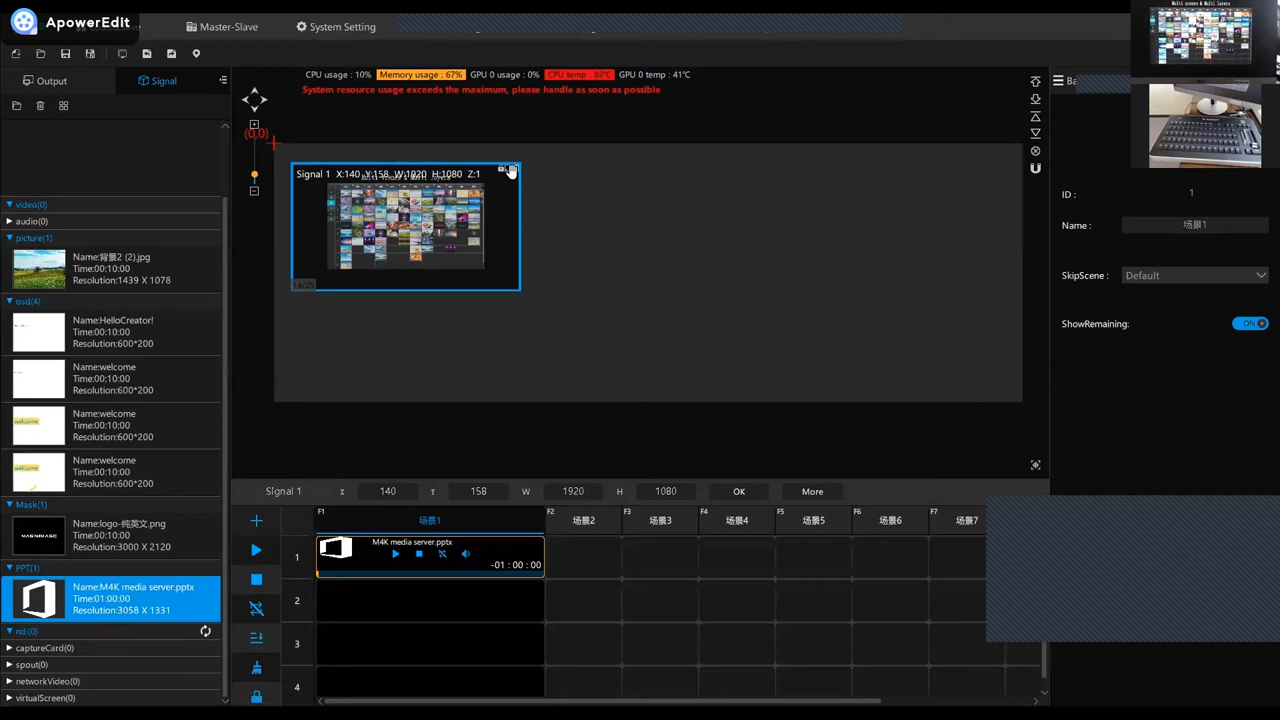 ApowerEdit
Master-Slave
System Setting
CPU usage : 10% Memory usage : 67% GPU 0 usage : 0% CPU temp : 82℃ GPU 0 temp : 41℃
System resource usage exceeds the maximum, please handle as soon as possible
Output
Signal
(0,0)
Signal 1 X:140 Y:158 W:1920 H:1080 Z:1
14/25
video(0)
audio(0)
picture(1)
Name:背景2 (2).jpg
Time:00:10:00
Resolution:1439 X 1078
osd(4)
Name:HelloCreator!
Time:00:10:00
Resolution:600*200
Name:welcome
Time:00:10:00
Resolution:600*200
welcome
Name:welcome
Time:00:10:00
Resolution:600*200
welcome
Name:welcome
Time:00:10:00
Resolution:600*200
Mask(1)
MAGNIMAGE
Name:logo-纯英文.png
Time:00:10:00
Resolution:3000 X 2120
PPT(1)
Name:M4K media server.pptx
Time:01:00:00
Resolution:3058 X 1331
ndi(0)
captureCard(0)
spout(0)
networkVideo(0)
virtualScreen(0)
Multi scenes & Multi layers
Ba
ID : 1
Name : 场景1
SkipScene : Default
ShowRemaining: ON
Signal 1 X 140 Y 158 W 1920 H 1080 OK More
F1 场景1
F2 场景2
F3 场景3
F4 场景4
F5 场景5
F6 场景6
F7 场景7
1
M4K media server.pptx
-01 : 00 : 00
2
3
4